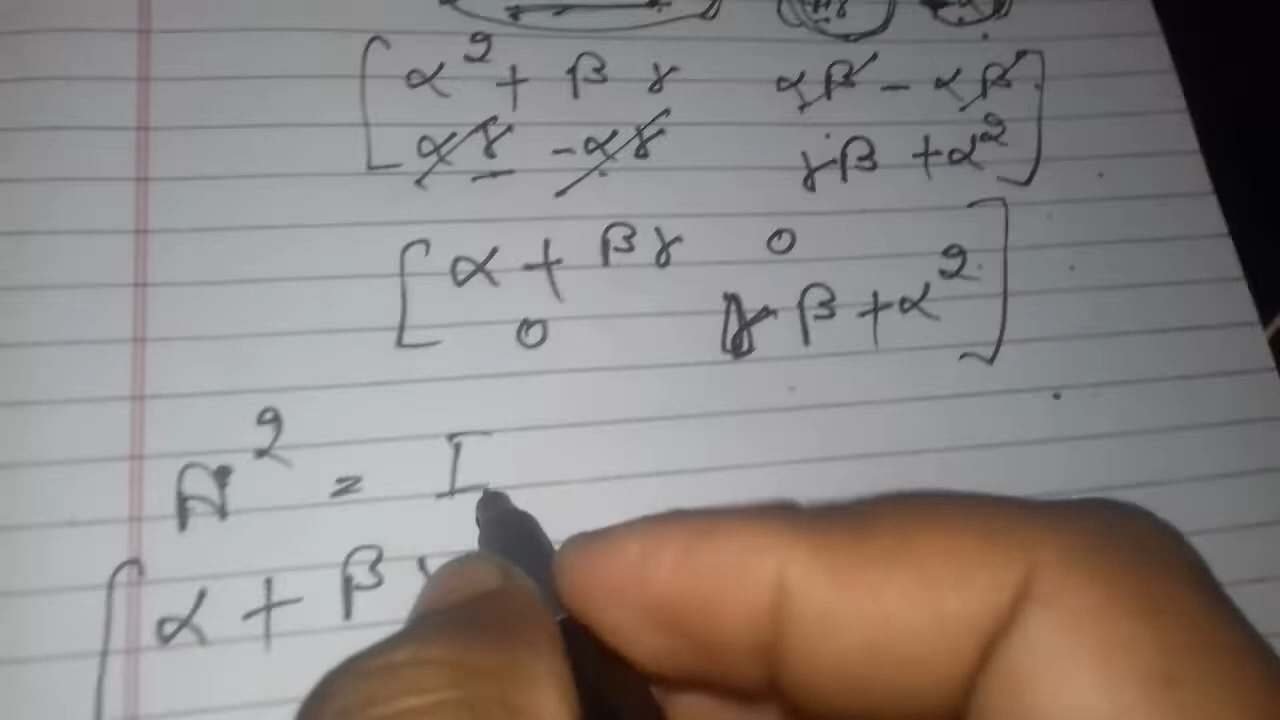 α² + βγ αβ - αβ
αγ - αγ γβ + α²
α + βγ 0
0 γβ + α²
A² = I
α + β